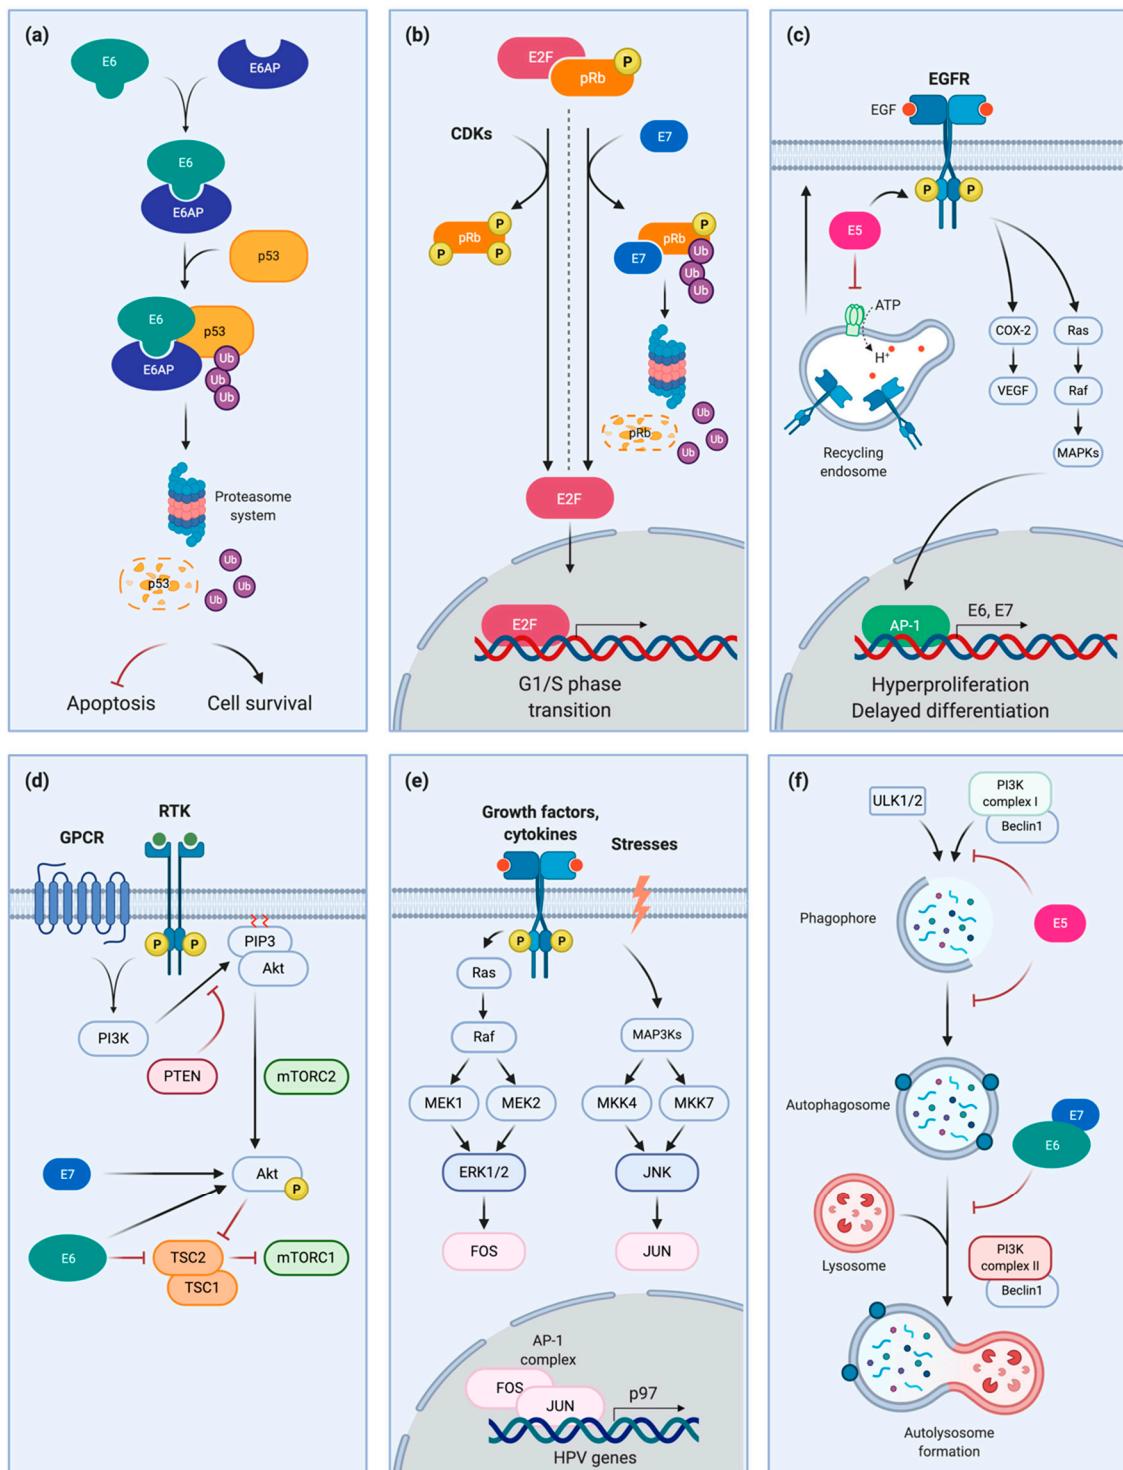 (a)
E6
E6AP
E6
E6AP
p53
E6
p53
E6AP
Ub
Ub
Ub
Proteasome
system
p53
Ub
Ub
Ub
Apoptosis
Cell survival
(b)
E2F
P
pRb
CDKs
E7
P
pRb
P
P
P
pRb
E7
Ub
Ub
Ub
pRb
Ub
Ub
Ub
E2F
E2F
G1/S phase
transition
(c)
EGFR
EGF
P
P
E5
ATP
H+
COX-2
Ras
VEGF
Raf
MAPKs
Recycling
endosome
AP-1
E6, E7
Hyperproliferation
Delayed differentiation
(d)
RTK
GPCR
P
P
PIP3
Akt
PI3K
PTEN
mTORC2
E7
Akt
P
E6
TSC2
mTORC1
TSC1
(e)
Growth factors,
cytokines
Stresses
P
P
Ras
Raf
MAP3Ks
MEK1
MEK2
MKK4
MKK7
ERK1/2
JNK
FOS
JUN
AP-1
complex
FOS
JUN
p97
HPV genes
(f)
ULK1/2
PI3K
complex I
Beclin1
Phagophore
E5
Autophagosome
E7
E6
Lysosome
PI3K
complex II
Beclin1
Autolysosome
formation